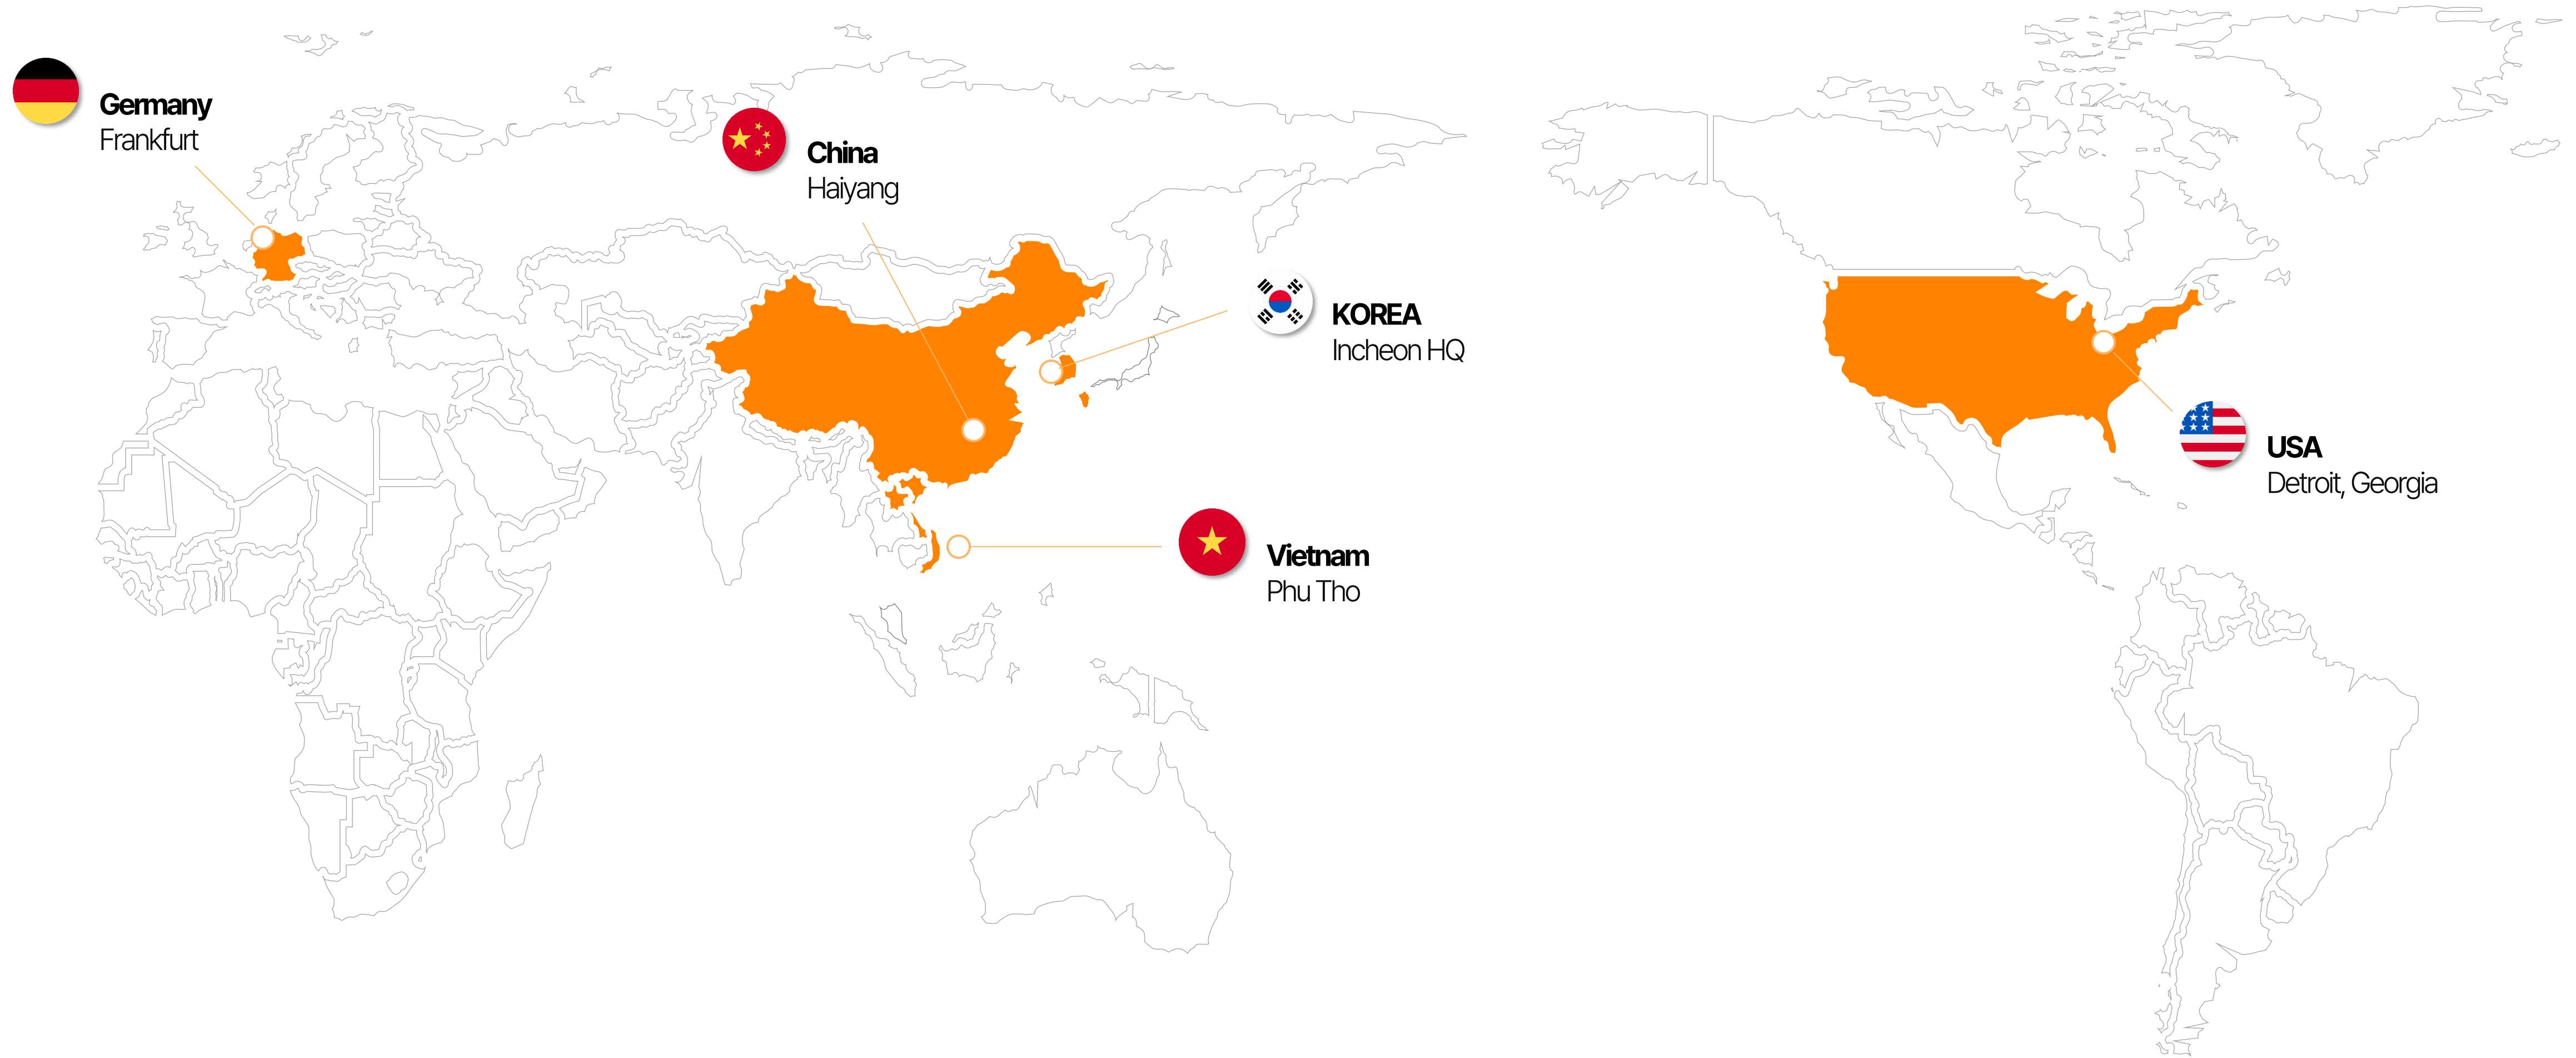 Germany
Frankfurt
China
Haiyang
KOREA
Incheon HQ
USA
Detroit, Georgia
Vietnam
Phu Tho